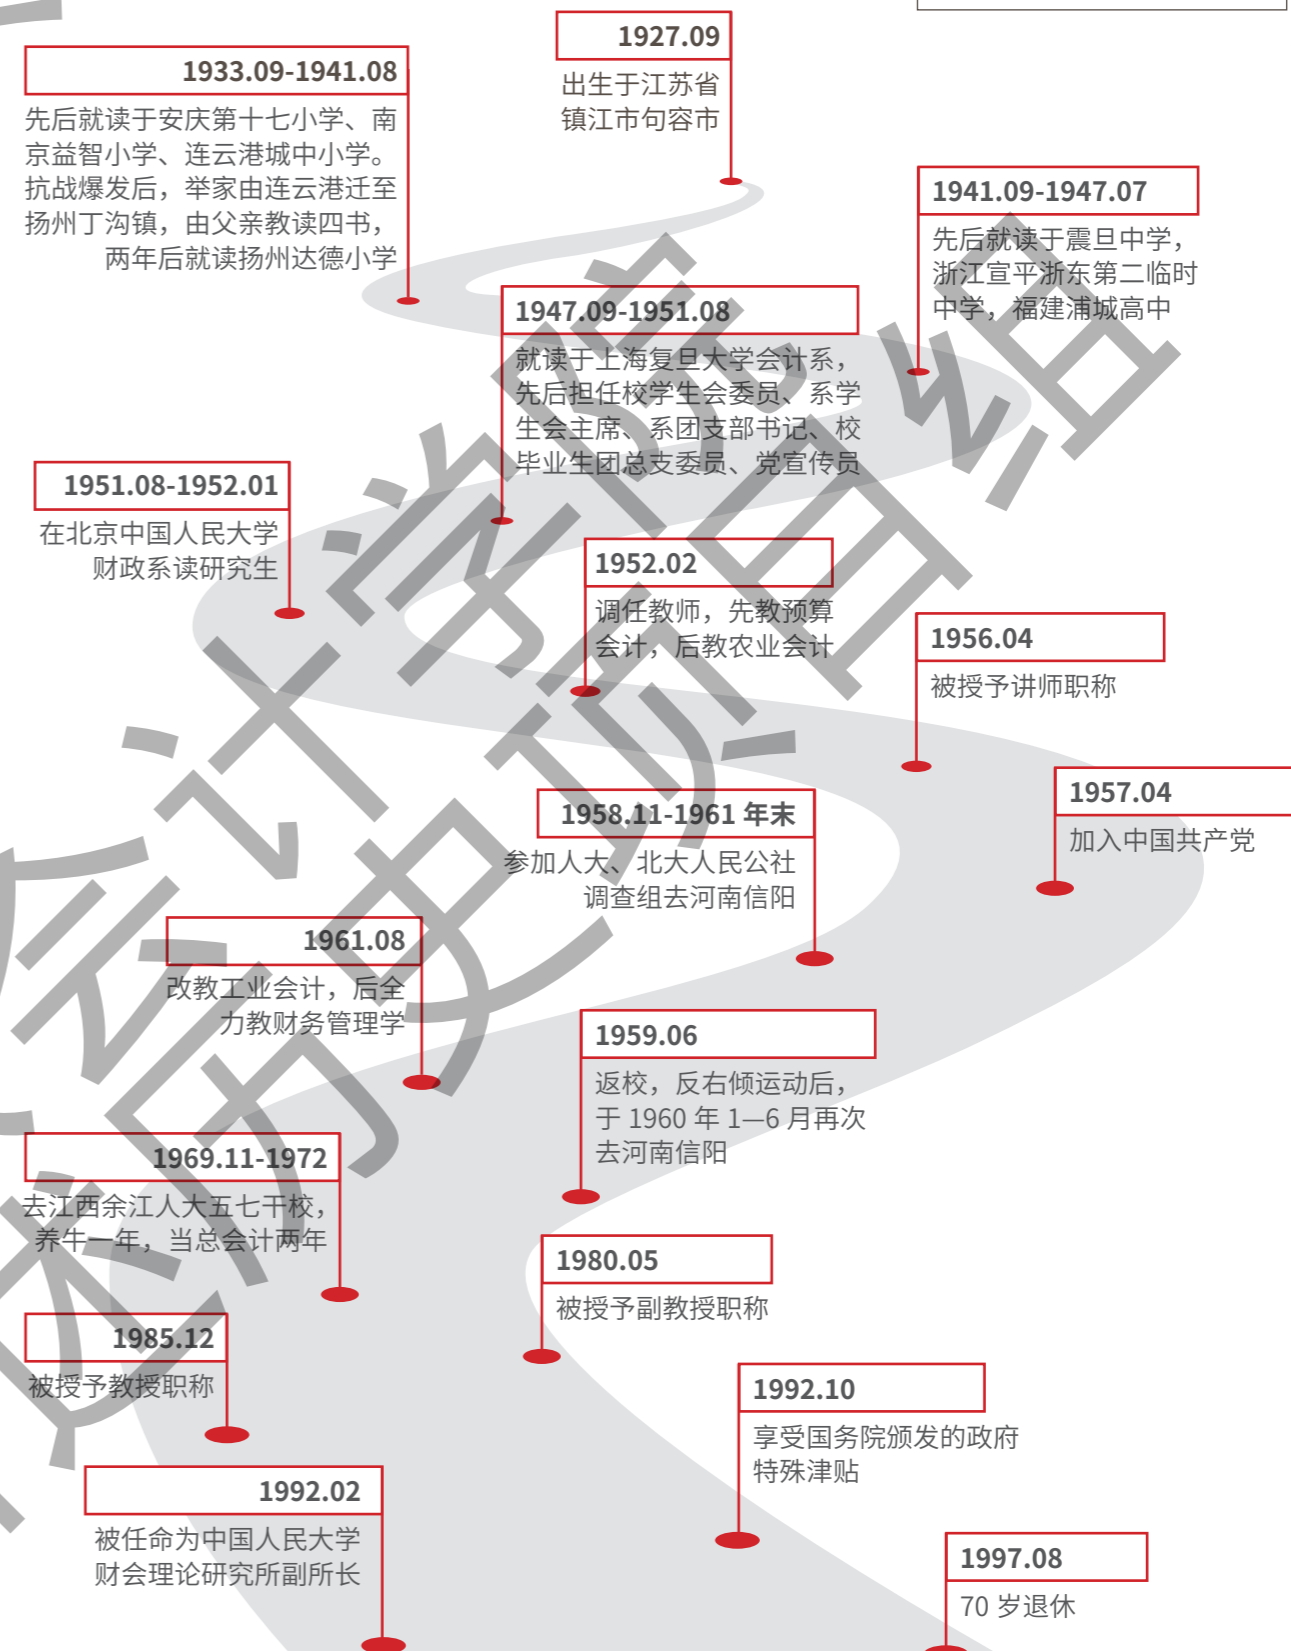 1927.09
出生于江苏省
镇江市句容市
1933.09-1941.08
先后就读于安庆第十七小学、南
京益智小学、连云港城中小学。
抗战爆发后，举家由连云港迁至
扬州丁沟镇，由父亲教读四书，
两年后就读扬州达德小学
1941.09-1947.07
先后就读于震旦中学，
浙江宣平浙东第二临时
中学，福建浦城高中
1947.09-1951.08
就读于上海复旦大学会计系，
先后担任校学生会委员、系学
生会主席、系团支部书记、校
毕业生团总支委员、党宣传员
1951.08-1952.01
在北京中国人民大学
财政系读研究生
1952.02
调任教师，先教预算
会计，后教农业会计
1956.04
被授予讲师职称
1957.04
加入中国共产党
1958.11-1961 年末
参加人大、北大人民公社
调查组去河南信阳
1961.08
改教工业会计，后全
力教财务管理学
1959.06
返校，反右倾运动后，
于 1960 年 1—6 月再次
去河南信阳
1969.11-1972
去江西余江人大五七干校，
养牛一年，当总会计两年
1980.05
被授予副教授职称
1985.12
被授予教授职称
1992.10
享受国务院颁发的政府
特殊津贴
1992.02
被任命为中国人民大学
财会理论研究所副所长
1997.08
70 岁退休
会计学院
述历史项目组